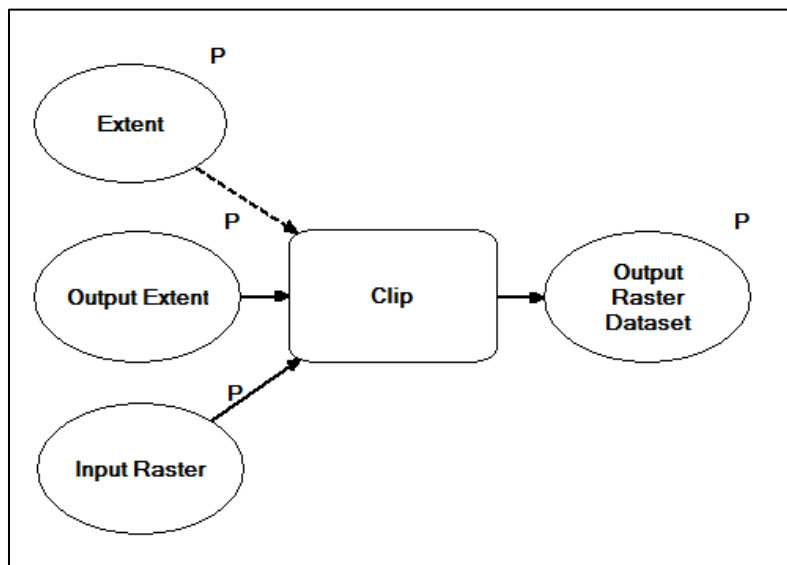 P
Extent
P
Output Extent
Clip
P
Output
Raster
Dataset
P
Input Raster